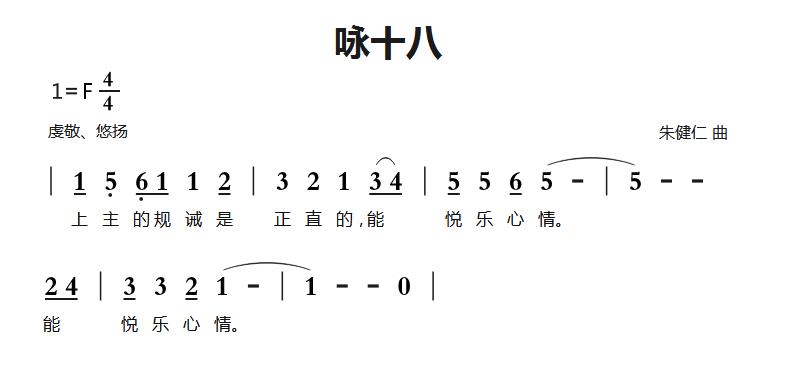 咏十八
1=F 4/4
虔敬、悠扬 朱健仁 曲
| 1 5 6 1 1 2 | 3 2 1 3 4 | 5 5 6 5 - | 5 - -
上 主 的 规 诫 是 正 直 的 ,能 悦 乐 心 情。
2 4 | 3 3 2 1 - | 1 - - 0 |
能 悦 乐 心 情。